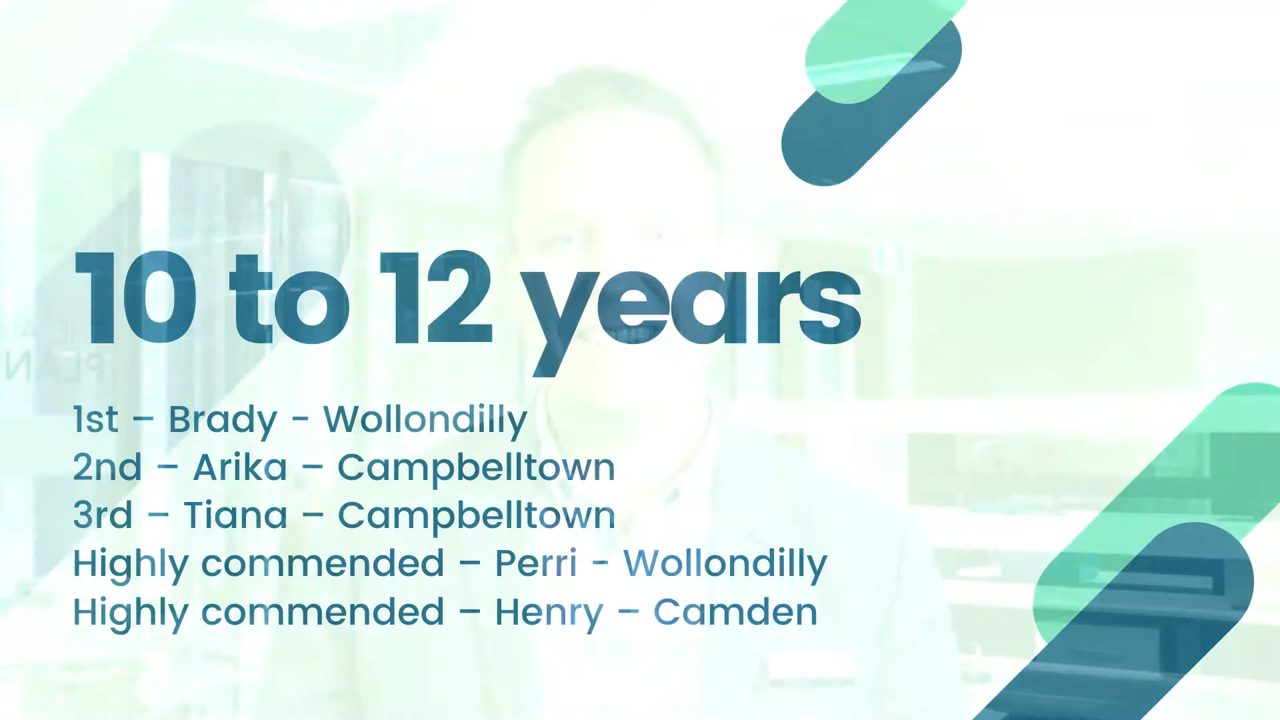 10 to 12 years
1st – Brady - Wollondilly
2nd – Arika – Campbelltown
3rd – Tiana – Campbelltown
Highly commended – Perri - Wollondilly
Highly commended – Henry – Camden
PLAN